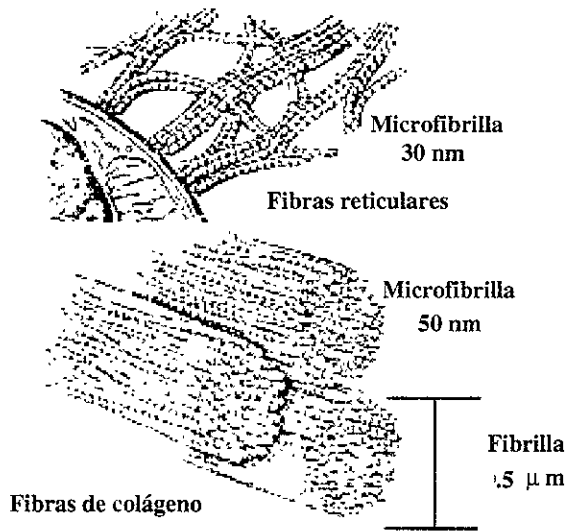 Microfibrilla
30 nm
Fibras reticulares
Microfibrilla
50 nm
Fibrilla
.5 μm
Fibras de colágeno